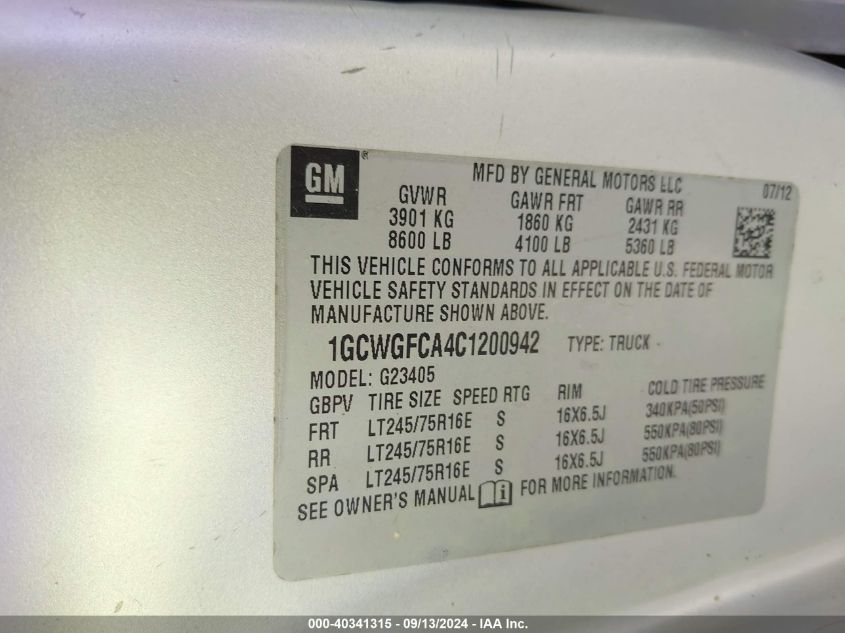 GM ®
MFD BY GENERAL MOTORS LLC
07/12
GVWR GAWR FRT GAWR RR
3901 KG 1860 KG 2431 KG
8600 LB 4100 LB 5360 LB
THIS VEHICLE CONFORMS TO ALL APPLICABLE U.S. FEDERAL MOTOR
VEHICLE SAFETY STANDARDS IN EFFECT ON THE DATE OF
MANUFACTURE SHOWN ABOVE.
1GCWGFCA4C1200942 TYPE: TRUCK
MODEL: G23405
GBPV TIRE SIZE SPEED RTG RIM COLD TIRE PRESSURE
FRT LT245/75R16E S 16X6.5J 340KPA(50PSI)
RR LT245/75R16E S 16X6.5J 550KPA(80PSI)
SPA LT245/75R16E S 16X6.5J 550KPA(80PSI)
SEE OWNER'S MANUAL i FOR MORE INFORMATION.
000-40341315 - 09/13/2024 - IAA Inc.